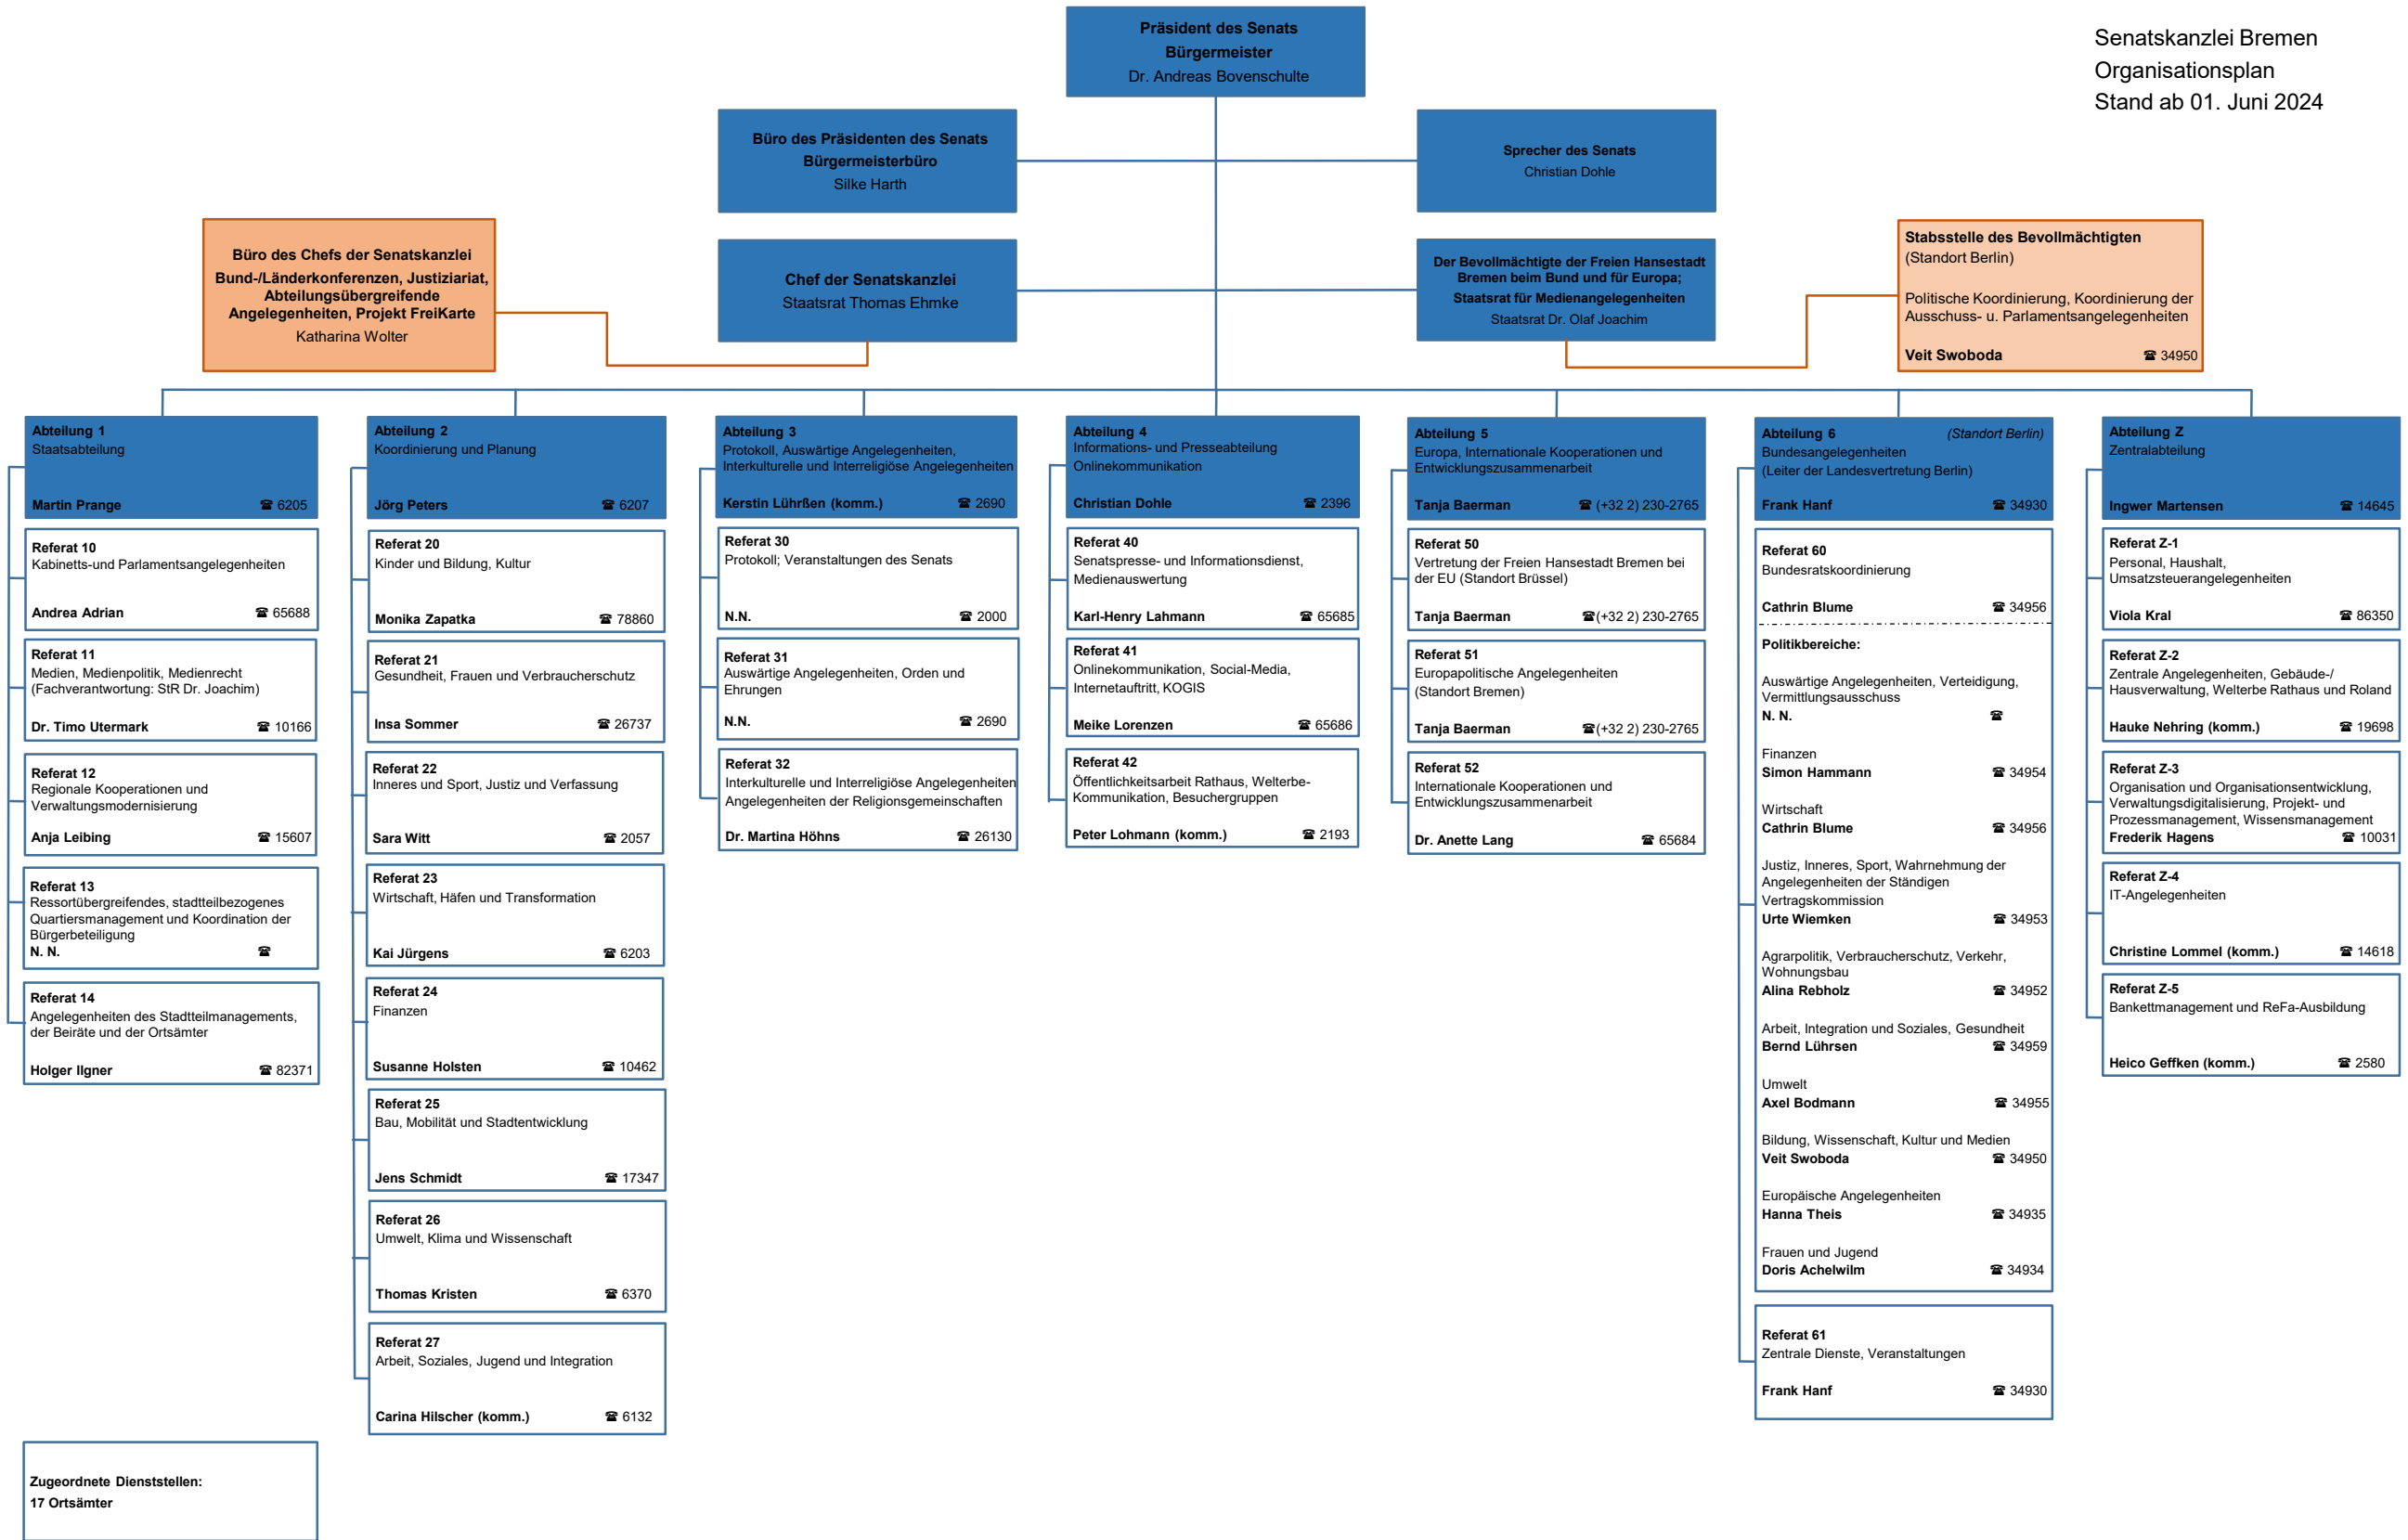 Präsident des Senats
Bürgermeister
Dr. Andreas Bovenschulte
Senatskanzlei Bremen
Organisationsplan
Stand ab 01. Juni 2024
Büro des Präsidenten des Senats
Bürgermeisterbüro
Silke Harth
Sprecher des Senats
Christian Dohle
Büro des Chefs der Senatskanzlei
Bund-/Länderkonferenzen, Justiziariat,
Abteilungsübergreifende
Angelegenheiten, Projekt FreiKarte
Katharina Wolter
Chef der Senatskanzlei
Staatsrat Thomas Ehmke
Der Bevollmächtigte der Freien Hansestadt
Bremen beim Bund und für Europa;
Staatsrat für Medienangelegenheiten
Staatsrat Dr. Olaf Joachim
Stabsstelle des Bevollmächtigten
(Standort Berlin)
Politische Koordinierung, Koordinierung der
Ausschuss- u. Parlamentsangelegenheiten
Veit Swoboda ☎ 34950
Abteilung 1
Staatsabteilung
Martin Prange ☎ 6205
Referat 10
Kabinetts-und Parlamentsangelegenheiten
Andrea Adrian ☎ 65688
Referat 11
Medien, Medienpolitik, Medienrecht
(Fachverantwortung: StR Dr. Joachim)
Dr. Timo Utermark ☎ 10166
Referat 12
Regionale Kooperationen und
Verwaltungsmodernisierung
Anja Leibing ☎ 15607
Referat 13
Ressortübergreifendes, stadtteilbezogenes
Quartiersmanagement und Koordination der
Bürgerbeteiligung
N. N. ☎
Referat 14
Angelegenheiten des Stadtteilmanagements,
der Beiräte und der Ortsämter
Holger Ilgner ☎ 82371
Zugeordnete Dienststellen:
17 Ortsämter
Abteilung 2
Koordinierung und Planung
Jörg Peters ☎ 6207
Referat 20
Kinder und Bildung, Kultur
Monika Zapatka ☎ 78860
Referat 21
Gesundheit, Frauen und Verbraucherschutz
Insa Sommer ☎ 26737
Referat 22
Inneres und Sport, Justiz und Verfassung
Sara Witt ☎ 2057
Referat 23
Wirtschaft, Häfen und Transformation
Kai Jürgens ☎ 6203
Referat 24
Finanzen
Susanne Holsten ☎ 10462
Referat 25
Bau, Mobilität und Stadtentwicklung
Jens Schmidt ☎ 17347
Referat 26
Umwelt, Klima und Wissenschaft
Thomas Kristen ☎ 6370
Referat 27
Arbeit, Soziales, Jugend und Integration
Carina Hilscher (komm.) ☎ 6132
Abteilung 3
Protokoll, Auswärtige Angelegenheiten,
Interkulturelle und Interreligiöse Angelegenheiten
Kerstin Lührßen (komm.) ☎ 2690
Referat 30
Protokoll; Veranstaltungen des Senats
N.N. ☎ 2000
Referat 31
Auswärtige Angelegenheiten, Orden und
Ehrungen
N.N. ☎ 2690
Referat 32
Interkulturelle und Interreligiöse Angelegenheiten
Angelegenheiten der Religionsgemeinschaften
Dr. Martina Höhns ☎ 26130
Abteilung 4
Informations- und Presseabteilung
Onlinekommunikation
Christian Dohle ☎ 2396
Referat 40
Senatspresse- und Informationsdienst,
Medienauswertung
Karl-Henry Lahmann ☎ 65685
Referat 41
Onlinekommunikation, Social-Media,
Internetauftritt, KOGIS
Meike Lorenzen ☎ 65686
Referat 42
Öffentlichkeitsarbeit Rathaus, Welterbe-
Kommunikation, Besuchergruppen
Peter Lohmann (komm.) ☎ 2193
Abteilung 5
Europa, Internationale Kooperationen und
Entwicklungszusammenarbeit
Tanja Baerman ☎ (+32 2) 230-2765
Referat 50
Vertretung der Freien Hansestadt Bremen bei
der EU (Standort Brüssel)
Tanja Baerman ☎(+32 2) 230-2765
Referat 51
Europapolitische Angelegenheiten
(Standort Bremen)
Tanja Baerman ☎(+32 2) 230-2765
Referat 52
Internationale Kooperationen und
Entwicklungszusammenarbeit
Dr. Anette Lang ☎ 65684
Abteilung 6 (Standort Berlin)
Bundesangelegenheiten
(Leiter der Landesvertretung Berlin)
Frank Hanf ☎ 34930
Referat 60
Bundesratskoordinierung
Cathrin Blume ☎ 34956
Politikbereiche:
Auswärtige Angelegenheiten, Verteidigung,
Vermittlungsausschuss
N. N. ☎
Finanzen
Simon Hammann ☎ 34954
Wirtschaft
Cathrin Blume ☎ 34956
Justiz, Inneres, Sport, Wahrnehmung der
Angelegenheiten der Ständigen
Vertragskommission
Urte Wiemken ☎ 34953
Agrarpolitik, Verbraucherschutz, Verkehr,
Wohnungsbau
Alina Rebholz ☎ 34952
Arbeit, Integration und Soziales, Gesundheit
Bernd Lührsen ☎ 34959
Umwelt
Axel Bodmann ☎ 34955
Bildung, Wissenschaft, Kultur und Medien
Veit Swoboda ☎ 34950
Europäische Angelegenheiten
Hanna Theis ☎ 34935
Frauen und Jugend
Doris Achelwilm ☎ 34934
Referat 61
Zentrale Dienste, Veranstaltungen
Frank Hanf ☎ 34930
Abteilung Z
Zentralabteilung
Ingwer Martensen ☎ 14645
Referat Z-1
Personal, Haushalt,
Umsatzsteuerangelegenheiten
Viola Kral ☎ 86350
Referat Z-2
Zentrale Angelegenheiten, Gebäude-/
Hausverwaltung, Welterbe Rathaus und Roland
Hauke Nehring (komm.) ☎ 19698
Referat Z-3
Organisation und Organisationsentwicklung,
Verwaltungsdigitalisierung, Projekt- und
Prozessmanagement, Wissensmanagement
Frederik Hagens ☎ 10031
Referat Z-4
IT-Angelegenheiten
Christine Lommel (komm.) ☎ 14618
Referat Z-5
Bankettmanagement und ReFa-Ausbildung
Heico Geffken (komm.) ☎ 2580